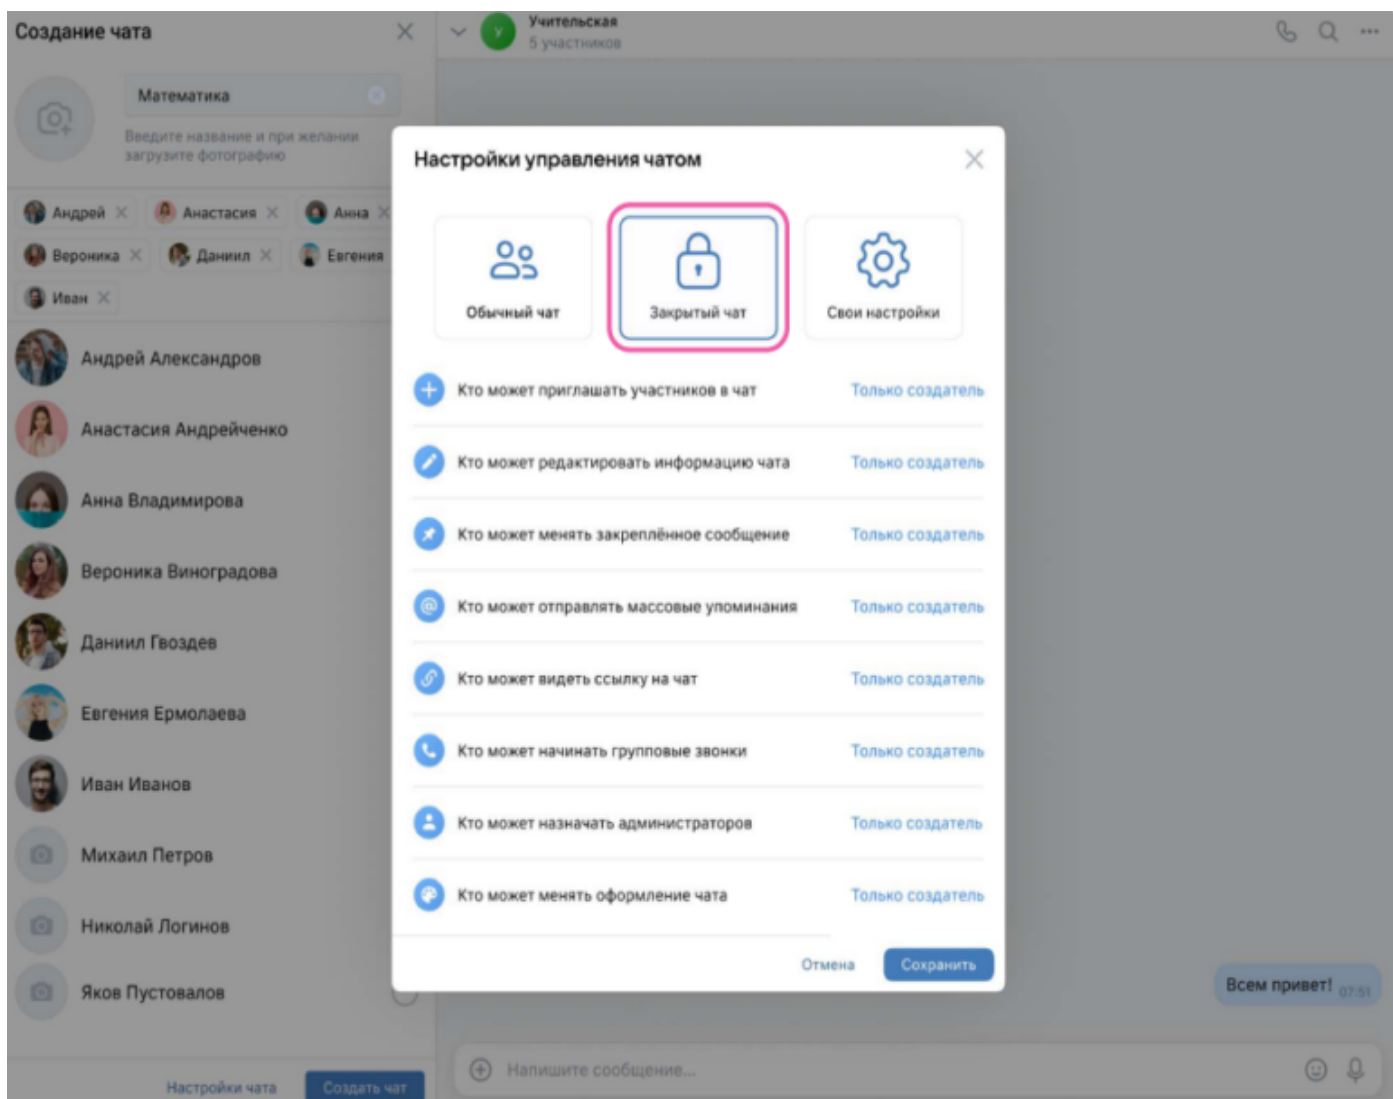 Создание чата
Учительская
5 участников
Математика
Введите название и при желании
загрузите фотографию
Андрей
Анастасия
Анна
Вероника
Даниил
Евгения
Иван
Андрей Александров
Анастасия Андрейченко
Анна Владимирова
Вероника Виноградова
Даниил Гвоздев
Евгения Ермолаева
Иван Иванов
Михаил Петров
Николай Логинов
Яков Пустовалов
Настройки чата
Создать чат
Настройки управления чатом
Обычный чат
Закрытый чат
Свои настройки
Кто может приглашать участников в чат Только создатель
Кто может редактировать информацию чата Только создатель
Кто может менять закреплённое сообщение Только создатель
Кто может отправлять массовые упоминания Только создатель
Кто может видеть ссылку на чат Только создатель
Кто может начинать групповые звонки Только создатель
Кто может назначать администраторов Только создатель
Кто может менять оформление чата Только создатель
Отмена
Сохранить
Всем привет! 07:51
Напишите сообщение...